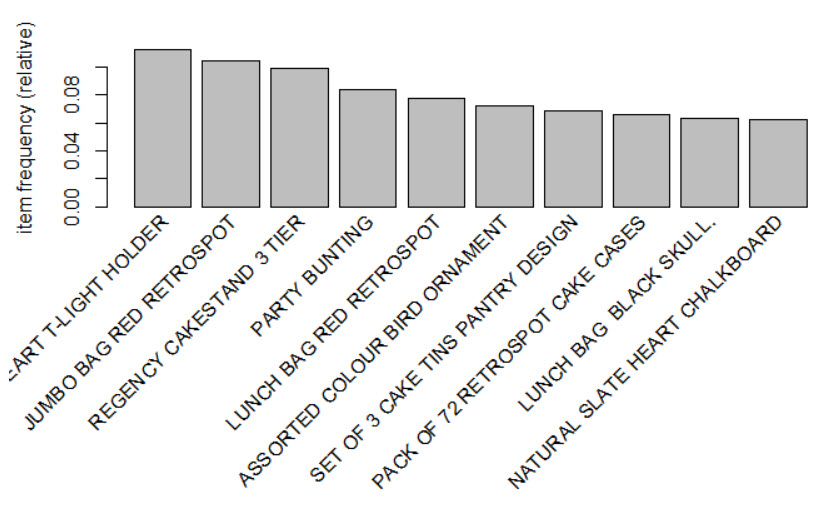 item frequency (relative)
0.08
0.04
0.00
T-LIGHT HOLDER
JUMBO BAG RED RETROSPOT
REGENCY CAKESTAND 3 TIER
PARTY BUNTING
LUNCH BAG RED RETROSPOT
ASSORTED COLOUR BIRD ORNAMENT
SET OF 3 CAKE TINS PANTRY DESIGN
PACK OF 72 RETROSPOT CAKE CASES
LUNCH BAG  BLACK SKULL.
NATURAL SLATE HEART CHALKBOARD